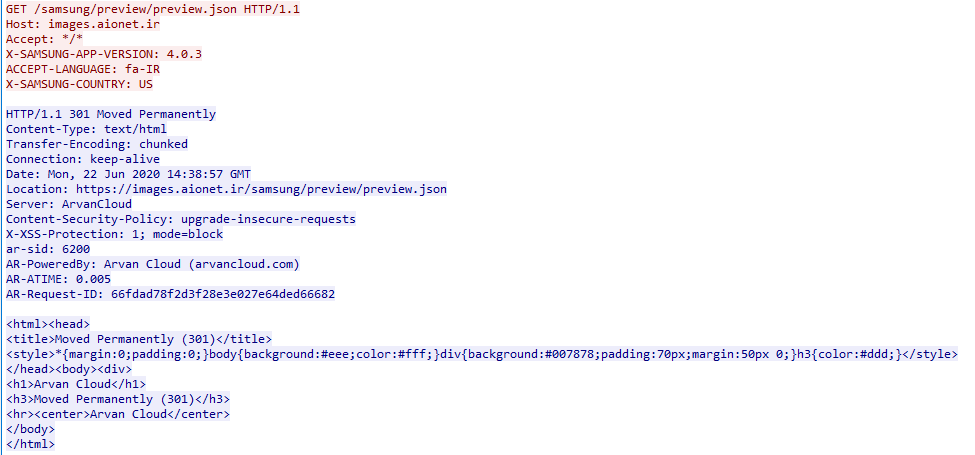 GET /samsung/preview/preview.json HTTP/1.1
Host: images.aionet.ir
Accept: */*
X-SAMSUNG-APP-VERSION: 4.0.3
ACCEPT-LANGUAGE: fa-IR
X-SAMSUNG-COUNTRY: US
HTTP/1.1 301 Moved Permanently
Content-Type: text/html
Transfer-Encoding: chunked
Connection: keep-alive
Date: Mon, 22 Jun 2020 14:38:57 GMT
Location: https://images.aionet.ir/samsung/preview/preview.json
Server: ArvanCloud
Content-Security-Policy: upgrade-insecure-requests
X-XSS-Protection: 1; mode=block
ar-sid: 6200
AR-PoweredBy: Arvan Cloud (arvancloud.com)
AR-ATIME: 0.005
AR-Request-ID: 66fdad78f2d3f28e3e027e64ded66682
<html><head>
<title>Moved Permanently (301)</title>
<style>*{margin:0;padding:0;}body{background:#eee;color:#fff;}div{background:#007878;padding:70px;margin:50px 0;}h3{color:#ddd;}</style>
</head><body><div>
<h1>Arvan Cloud</h1>
<h3>Moved Permanently (301)</h3>
<hr><center>Arvan Cloud</center>
</body>
</html>